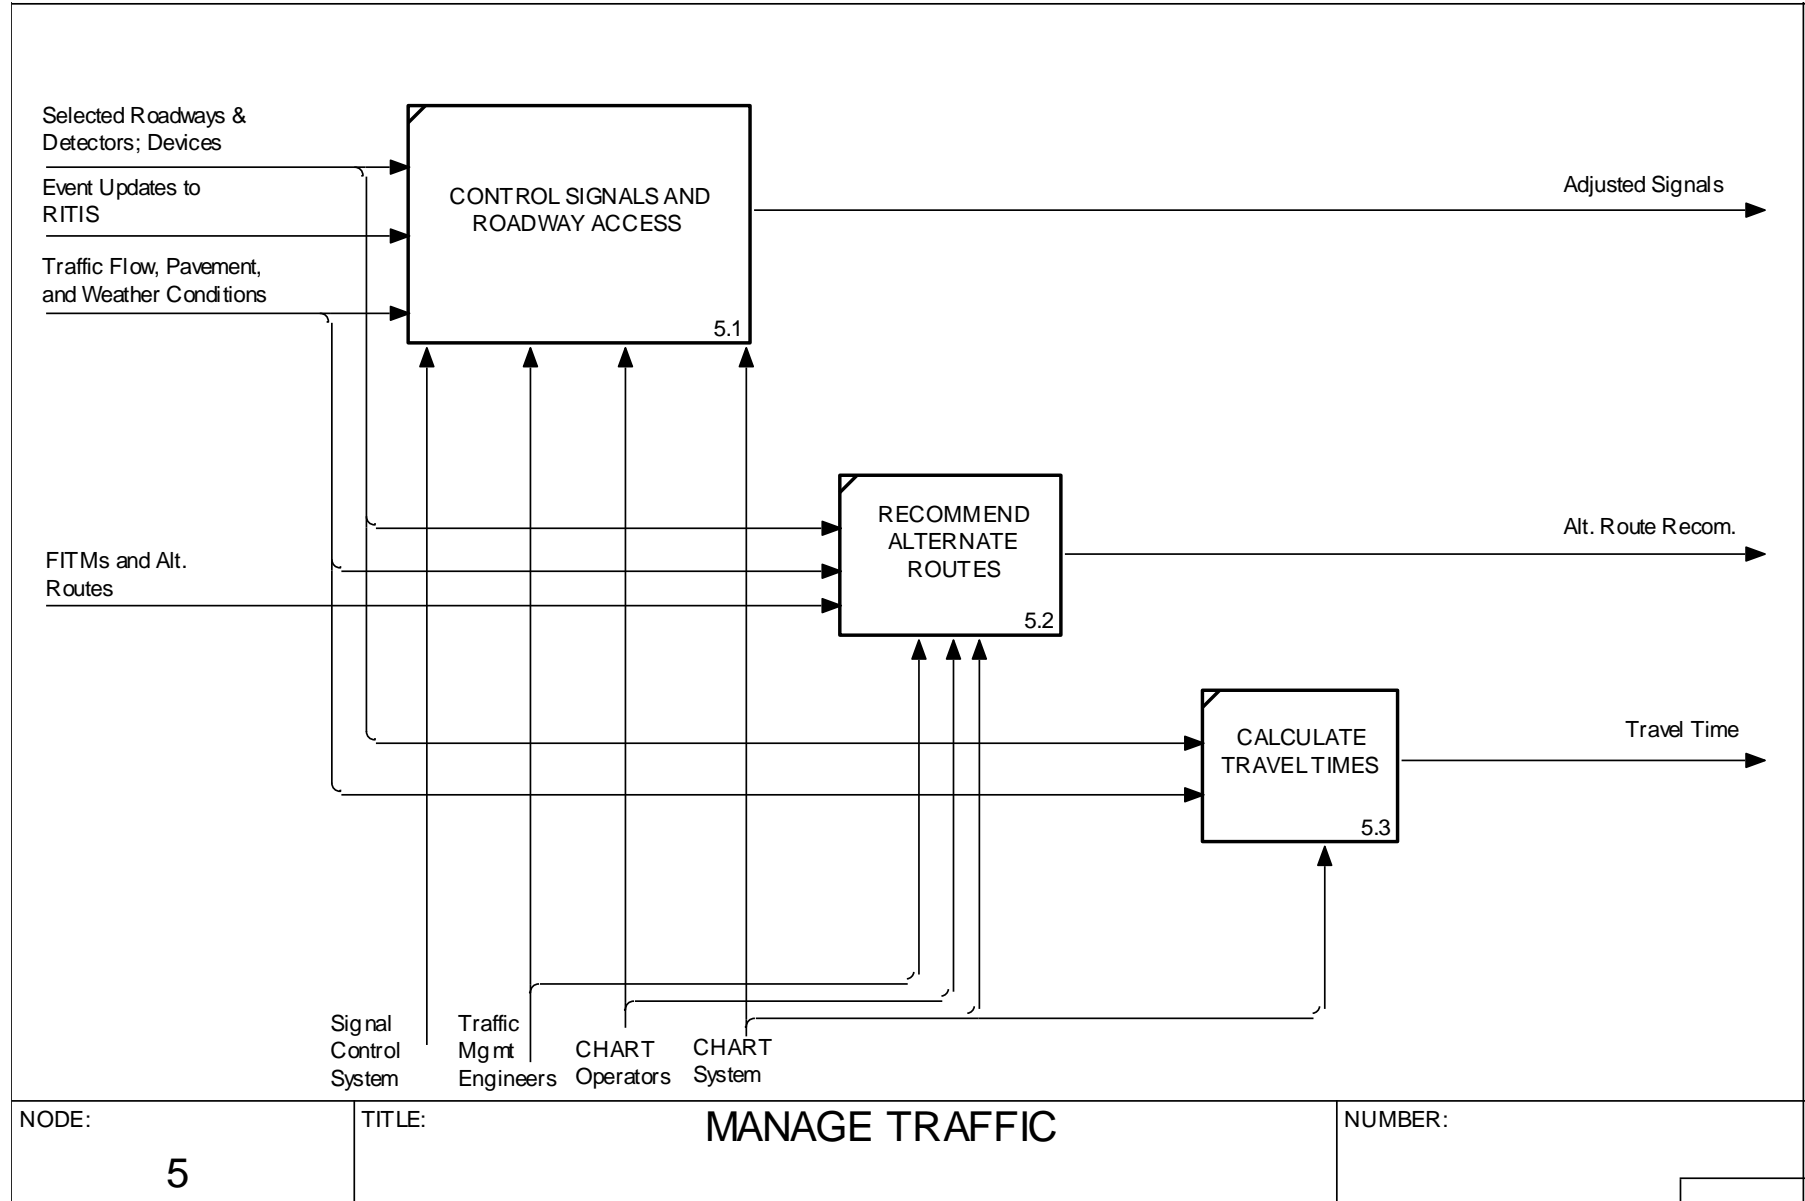 Selected Roadways &
Detectors; Devices
Event Updates to
RITIS
Traffic Flow, Pavement,
and Weather Conditions
CONTROL SIGNALS AND
ROADWAY ACCESS
5.1
Adjusted Signals
FITMs and Alt.
Routes
RECOMMEND
ALTERNATE
ROUTES
5.2
Alt. Route Recom.
CALCULATE
TRAVEL TIMES
5.3
Travel Time
Signal
Control
System
Traffic
Mgmt
Engineers
CHART
Operators
CHART
System
NODE:
5
TITLE:
MANAGE TRAFFIC
NUMBER: